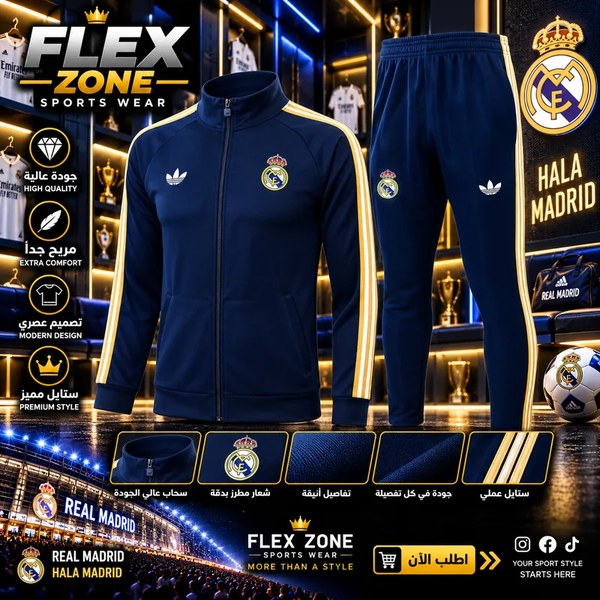 FLEX
ZONE
SPORTS WEAR
جودة عالية
HIGH QUALITY
مريح جداً
EXTRA COMFORT
تصميم عصري
MODERN DESIGN
ستايل مميز
PREMIUM STYLE
HALA
MADRID
REAL MADRID
سحاب عالي الجودة
شعار مطرز بدقة
تفاصيل أنيقة
جودة في كل تفصيلة
ستايل عملي
REAL MADRID
REAL MADRID
HALA MADRID
FLEX ZONE
SPORTS WEAR
MORE THAN A STYLE
اطلب الآن
YOUR SPORT STYLE
STARTS HERE